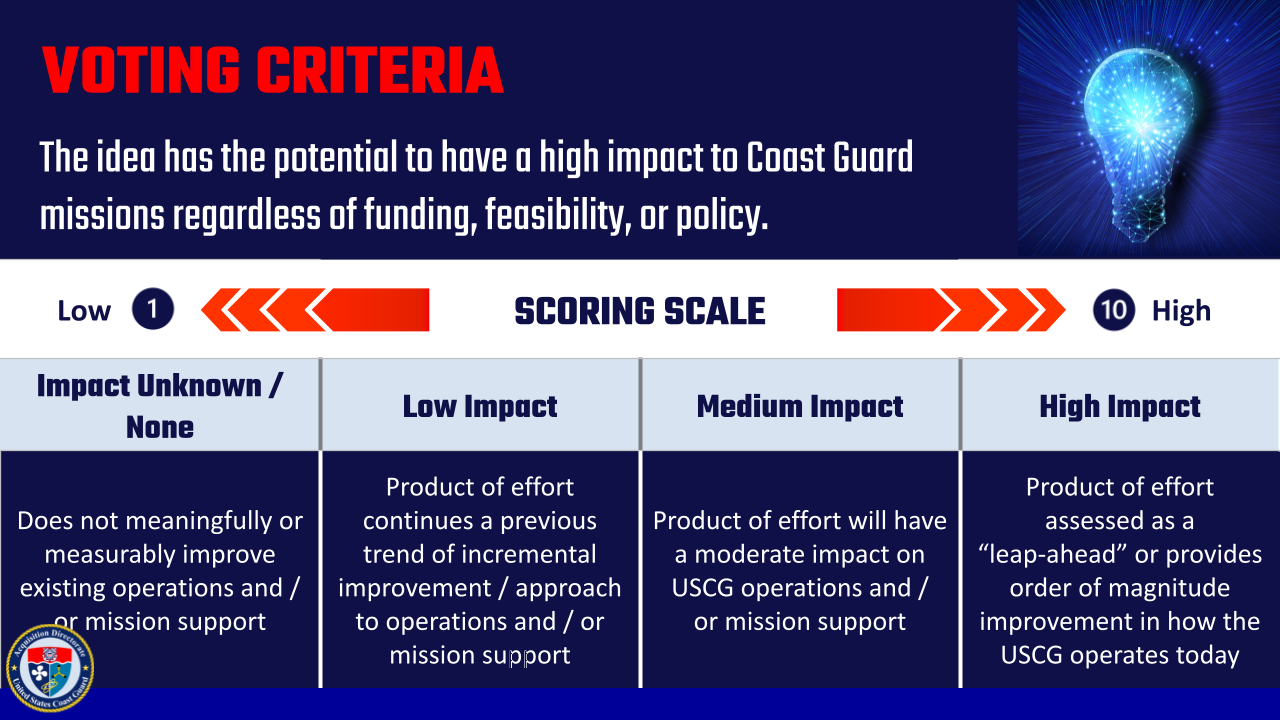 VOTING CRITERIA
The idea has the potential to have a high impact to Coast Guard
missions regardless of funding, feasibility, or policy.
Low 1 SCORING SCALE 10 High
Impact Unknown /
None
Low Impact
Medium Impact
High Impact
Does not meaningfully or
measurably improve
existing operations and /
or mission support
Product of effort
continues a previous
trend of incremental
improvement / approach
to operations and / or
mission support
Product of effort will have
a moderate impact on
USCG operations and /
or mission support
Product of effort
assessed as a
“leap-ahead” or provides
order of magnitude
improvement in how the
USCG operates today
Acquisition Directorate
United States Coast Guard